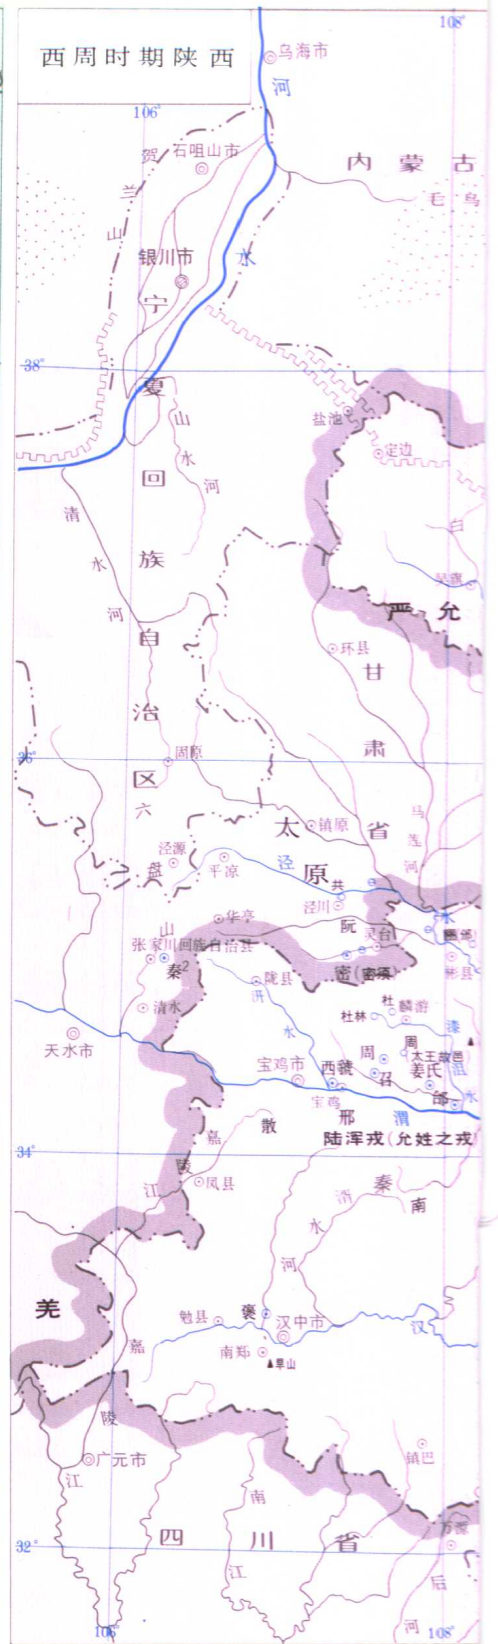 西周时期陕西
108°
乌海市
河
106°
贺
石咀山市
兰
山
内蒙古
毛乌
银川市
水
宁
38°
夏
盐池
山
水
河
定边
回
清
水
河
白
吴旗
族
严允
自
环县
甘
治
肃
周原
36°
区
六
太
镇原
省
马
莲
河
泾源
盘
平凉
泾
原
共
泾川
水
华亭
阮
灵台
山
张家川回族自治县
彬县
秦2
密(密须)
陇县
清水
汧
水
杜林
杜
麟游
漆
天水市
周
周
太王故邑
沮
水
宝鸡市
西虢
召
姜氏
宝鸡
邰
散
邢
渭
嘉
陆浑戎(允姓之戎)
34°
陵
江
凤县
湑
水
河
秦
南
羌
褒
勉县
汉中市
汉
嘉
南郑
▲旱山
陵
江
广元市
镇巴
南
江
万源
32°
四川省
后
河
106°
108°